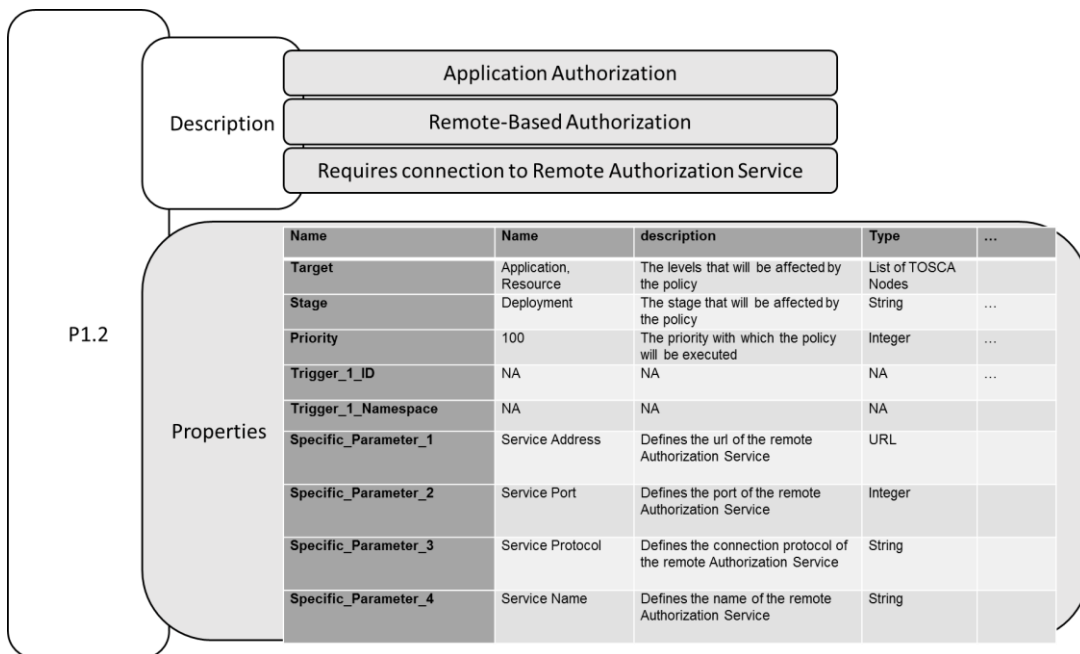 Application Authorization
Description
Remote-Based Authorization
Requires connection to Remote Authorization Service
P1.2
Properties
Name Name description Type ...
Target Application, Resource The levels that will be affected by the policy List of TOSCA Nodes
Stage Deployment The stage that will be affected by the policy String ...
Priority 100 The priority with which the policy will be executed Integer ...
Trigger_1_ID NA NA NA ...
Trigger_1_Namespace NA NA NA
Specific_Parameter_1 Service Address Defines the url of the remote Authorization Service URL
Specific_Parameter_2 Service Port Defines the port of the remote Authorization Service Integer
Specific_Parameter_3 Service Protocol Defines the connection protocol of the remote Authorization Service String
Specific_Parameter_4 Service Name Defines the name of the remote Authorization Service String